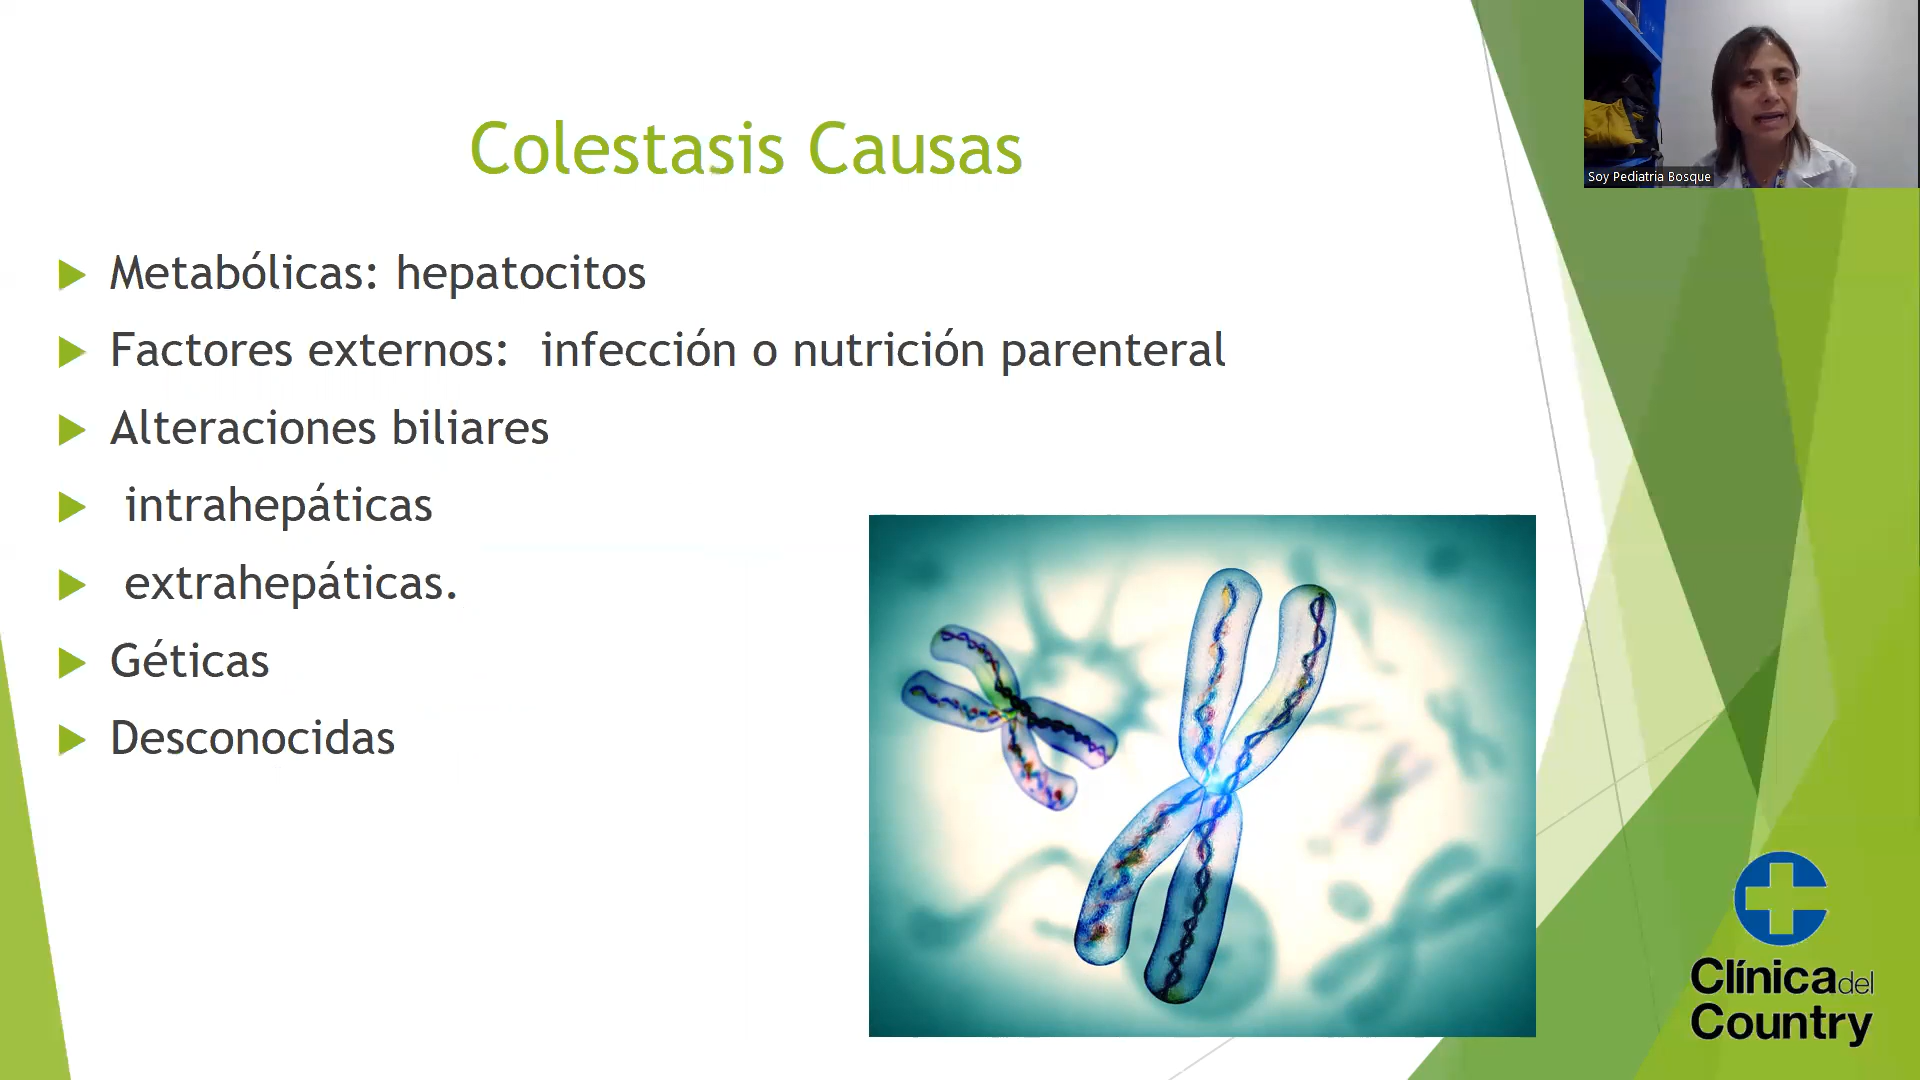 Colestasis Causas
Metabólicas: hepatocitos
Factores externos:  infección o nutrición parenteral
Alteraciones biliares
intrahepáticas
extrahepáticas.
Géticas
Desconocidas
Soy Pediatria Bosque
Clínica del
Country